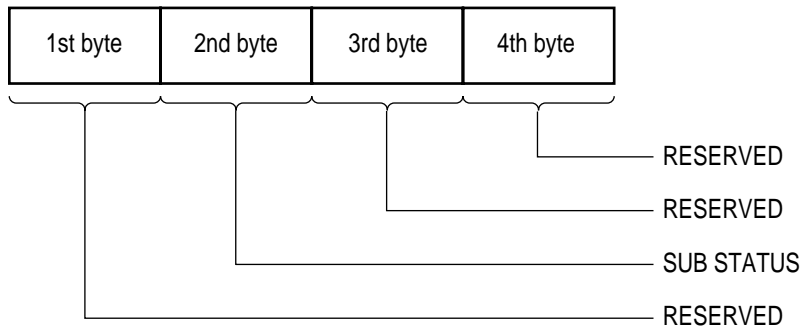 1st byte 2nd byte 3rd byte 4th byte
RESERVED
RESERVED
SUB STATUS
RESERVED